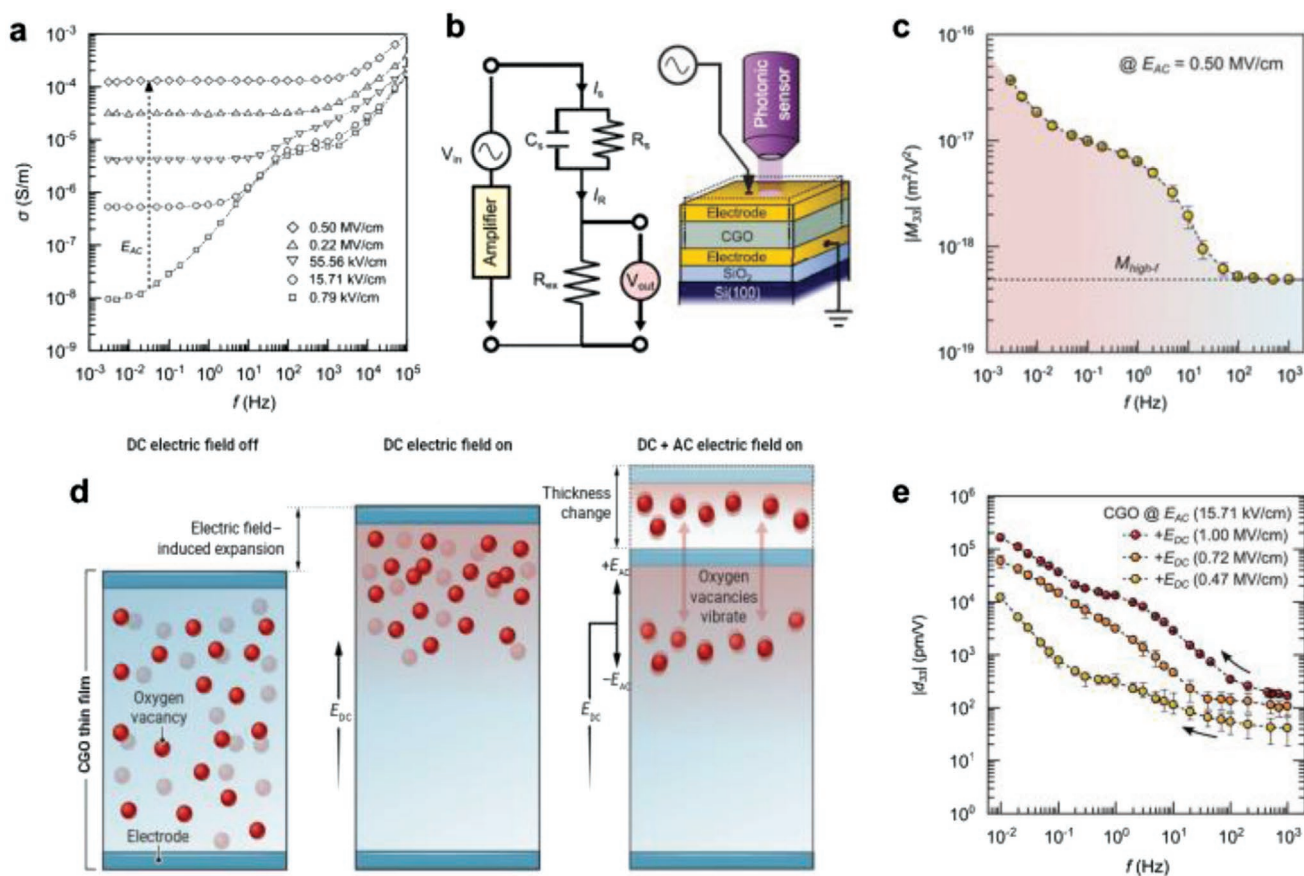 a
σ (S/m)
10⁻³
10⁻⁴
10⁻⁵
10⁻⁶
10⁻⁷
10⁻⁸
10⁻⁹
E_AC
0.50 MV/cm
0.22 MV/cm
55.56 kV/cm
15.71 kV/cm
0.79 kV/cm
10⁻³ 10⁻² 10⁻¹ 10⁰ 10¹ 10² 10³ 10⁴ 10⁵
f (Hz)
b
I_s
C_s
R_s
V_in
I_R
Amplifier
R_ex
V_out
Photonic
sensor
Electrode
CGO
Electrode
SiO₂
Si(100)
c
|M₃₃| (m²/V²)
10⁻¹⁶
10⁻¹⁷
10⁻¹⁸
10⁻¹⁹
@ E_AC = 0.50 MV/cm
M_high-f
10⁻³ 10⁻² 10⁻¹ 10⁰ 10¹ 10² 10³
f (Hz)
d
DC electric field off
DC electric field on
DC + AC electric field on
Electric field–
induced expansion
Thickness
change
CGO thin film
Oxygen
vacancy
Electrode
E_DC
+E_AC
−E_AC
E_DC
Oxygen
vacancies
vibrate
e
|d₃₃| (pm/V)
10⁶
10⁵
10⁴
10³
10²
10¹
10⁰
CGO @ E_AC (15.71 kV/cm)
+E_DC (1.00 MV/cm)
+E_DC (0.72 MV/cm)
+E_DC (0.47 MV/cm)
10⁻² 10⁻¹ 10⁰ 10¹ 10² 10³
f (Hz)